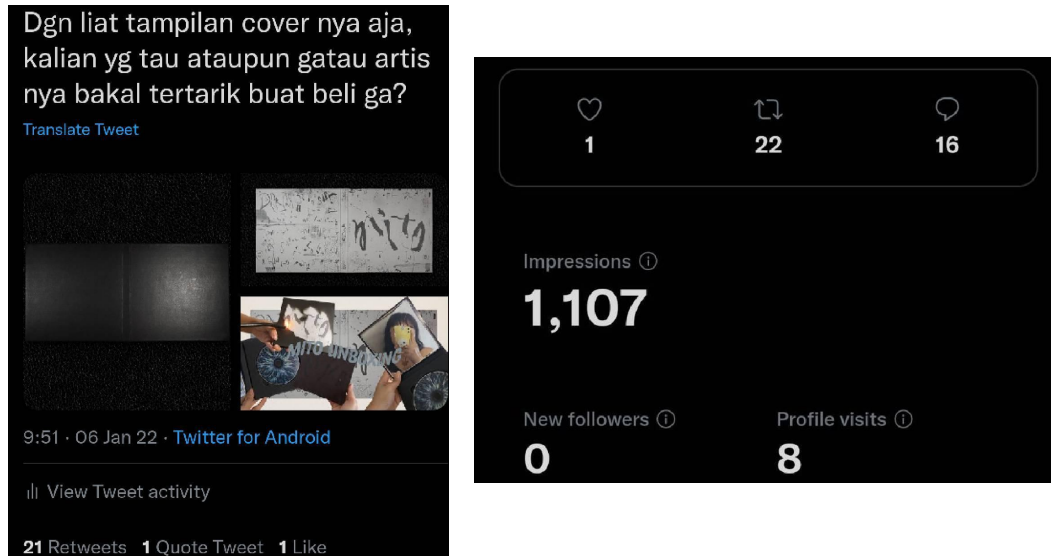 Dgn liat tampilan cover nya aja,
kalian yg tau ataupun gatau artis
nya bakal tertarik buat beli ga?
Translate Tweet
mito
MITO UNBOXING
9:51 · 06 Jan 22 · Twitter for Android
View Tweet activity
21 Retweets 1 Quote Tweet 1 Like
1 22 16
Impressions
1,107
New followers Profile visits
0 8